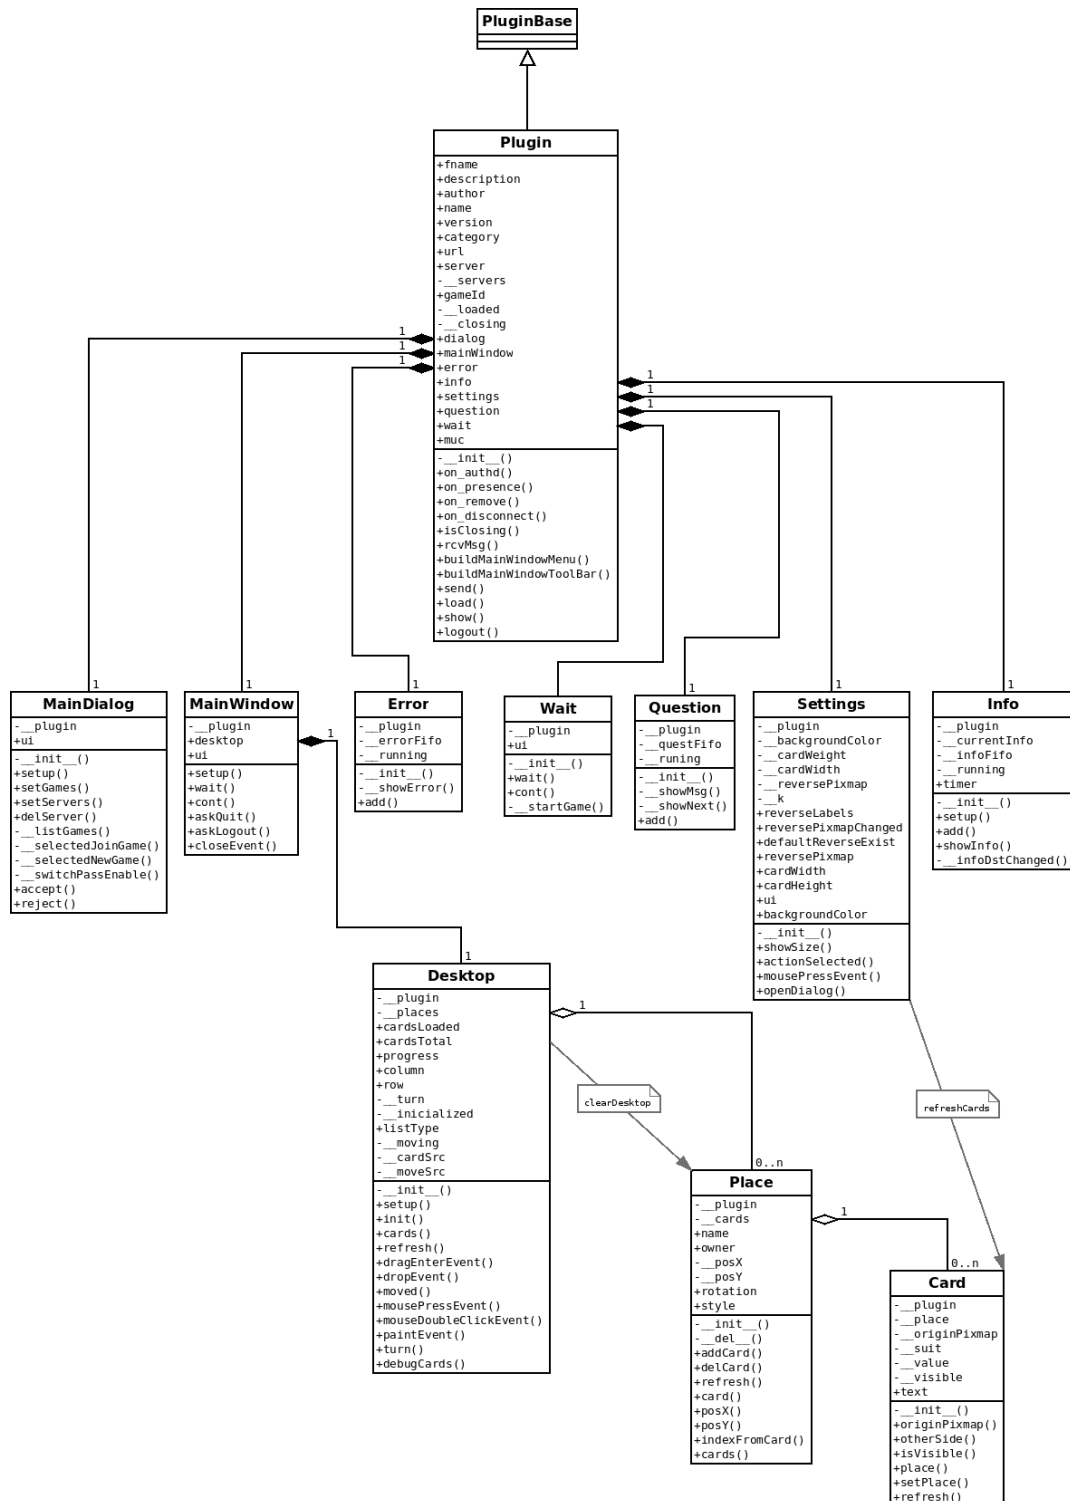 PluginBase
Plugin
+fname
+description
+author
+name
+version
+category
+url
+server
-__servers
+gameId
-__loaded
-__closing
+dialog
+mainWindow
+error
+info
+settings
+question
+wait
+muc
-__init__()
+on_authd()
+on_presence()
+on_remove()
+on_disconnect()
+isClosing()
+rcvMsg()
+buildMainWindowMenu()
+buildMainWindowToolBar()
+send()
+load()
+show()
+logout()
1
1
1
1
1
1
1
1
1
1
1
1
MainDialog
-__plugin
+ui
-__init__()
+setup()
+setGames()
+setServers()
+delServer()
-__listGames()
-__selectedJoinGame()
-__selectedNewGame()
-__switchPassEnable()
+accept()
+reject()
MainWindow
-__plugin
+desktop
+ui
+setup()
+wait()
+cont()
+askQuit()
+askLogout()
+closeEvent()
1
Error
-__plugin
-__errorFifo
-__running
-__init__()
-__showError()
+add()
Wait
-__plugin
+ui
-__init__()
+wait()
+cont()
-__startGame()
Question
-__plugin
-__questFifo
-__runing
-__init__()
-__showMsg()
-__showNext()
+add()
Settings
-__plugin
-__backgroundColor
-__cardWeight
-__cardWidth
-__reversePixmap
-__k
+reverseLabels
+reversePixmapChanged
+defaultReverseExist
+reversePixmap
+cardWidth
+cardHeight
+ui
+backgroundColor
-__init__()
+showSize()
+actionSelected()
+mousePressEvent()
+openDialog()
Info
-__plugin
-__currentInfo
-__infoFifo
-__running
+timer
-__init__()
+setup()
+add()
+showInfo()
-__infoDstChanged()
1
Desktop
-__plugin
-__places
+cardsLoaded
+cardsTotal
+progress
+column
+row
-__turn
-__inicialized
+listType
-__moving
-__cardSrc
-__moveSrc
-__init__()
+setup()
+init()
+cards()
+refresh()
+dragEnterEvent()
+dropEvent()
+moved()
+mousePressEvent()
+mouseDoubleClickEvent()
+paintEvent()
+turn()
+debugCards()
1
clearDesktop
refreshCards
0..n
Place
-__plugin
-__cards
+name
+owner
-__posX
-__posY
+rotation
+style
-__init__()
-__del__()
+addCard()
+delCard()
+refresh()
+card()
+posX()
+posY()
+indexFromCard()
+cards()
1
0..n
Card
-__plugin
-__place
-__originPixmap
-__suit
-__value
-__visible
+text
-__init__()
+originPixmap()
+otherSide()
+isVisible()
+place()
+setPlace()
+refresh()